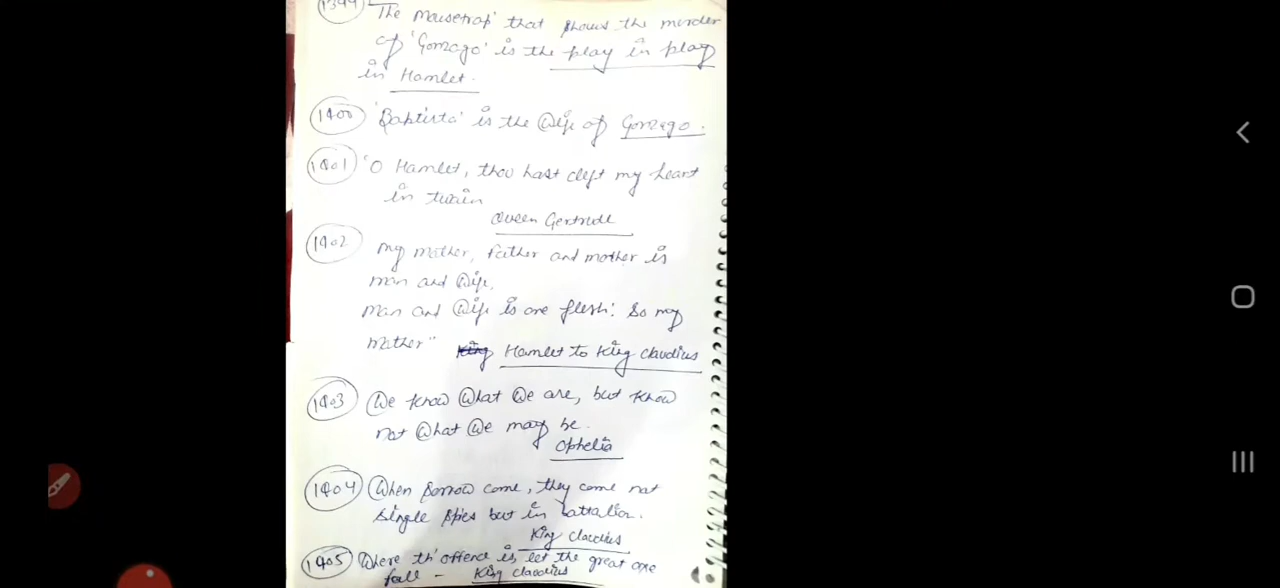 1399 'The mousetrap' that shows the murder
of 'Gonzago' is the play in play
in Hamlet.
1400 'Baptista' is the wife of Gonzago.
1401 'O Hamlet, thou hast cleft my heart
in twain
Queen Gertrude
1402 my mother, Father and mother is
man and wife,
man and wife is one flesh: So my
mother"
King Hamlet to King Claudius
1403 We know what we are, but know
not what we may be.
Ophelia
1404 When Sorrow come, they come not
single spies but in battalion.
King Claudius
1405 Where th' offence is, let the great axe
fall - King Claudius